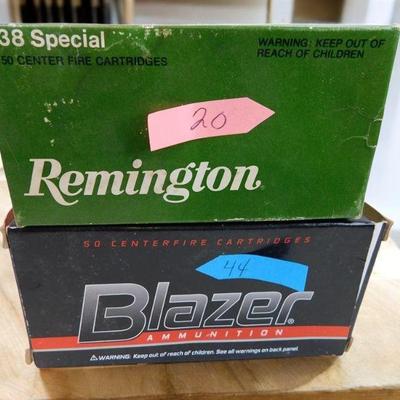 38 Special
50 CENTER FIRE CARTRIDGES
WARNING: KEEP OUT OF
REACH OF CHILDREN
20
Remington®
50 CENTERFIRE CARTRIDGES
44
Blazer®
AMMUNITION
⚠WARNING: Keep out of reach of children. See all warnings on back panel.